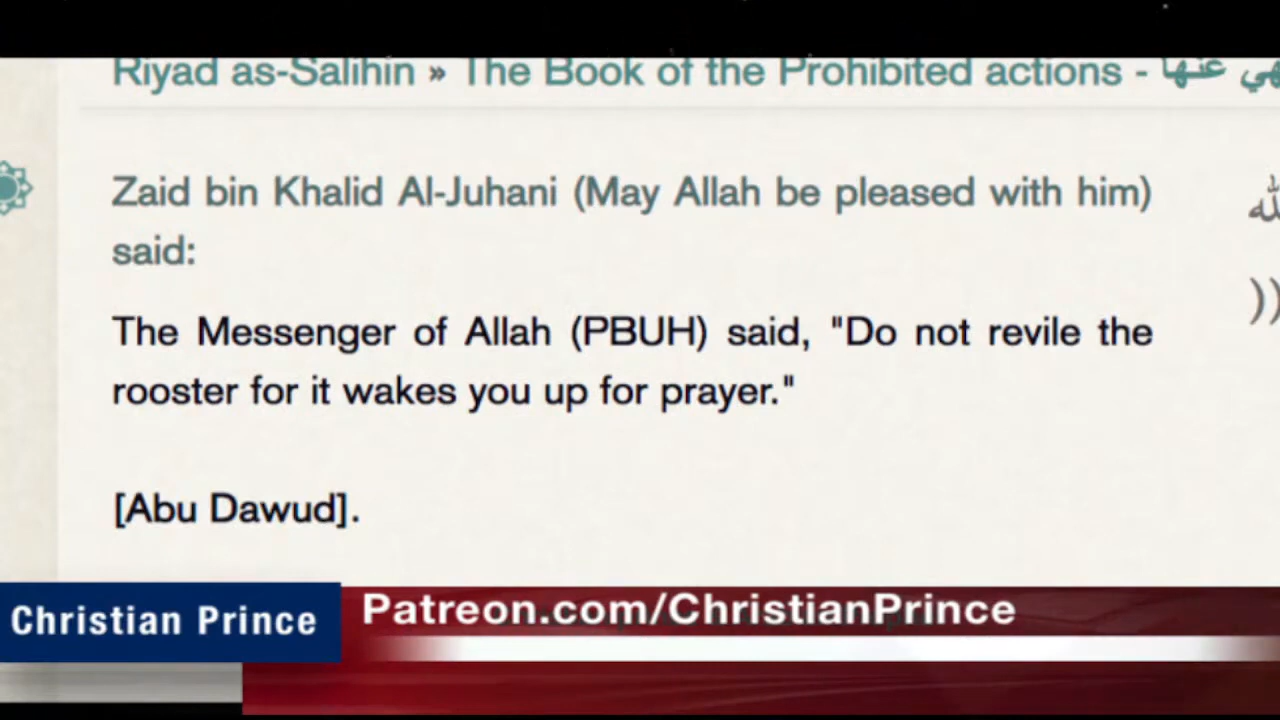 Riyad as-Salihin » The Book of the Prohibited actions - هي عنها
Zaid bin Khalid Al-Juhani (May Allah be pleased with him)
said:
The Messenger of Allah (PBUH) said, "Do not revile the
rooster for it wakes you up for prayer."
[Abu Dawud].
Christian Prince
Patreon.com/ChristianPrince